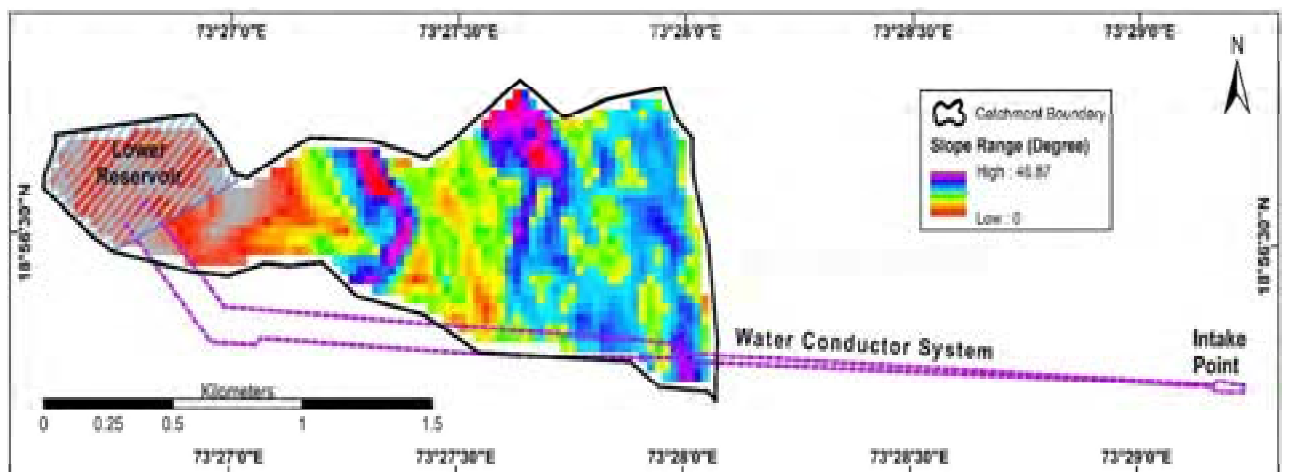 73°27'0"E 73°27'30"E 73°28'0"E 73°28'30"E 73°29'0"E
N
Catchment Boundary
Slope Range (Degree)
High : 46.87
Low : 0
Lower
Reservoir
18°56'30"N
18°56'30"N
Water Conductor System
Intake
Point
Kilometers
0 0.25 0.5 1 1.5
73°27'0"E 73°27'30"E 73°28'0"E 73°28'30"E 73°29'0"E